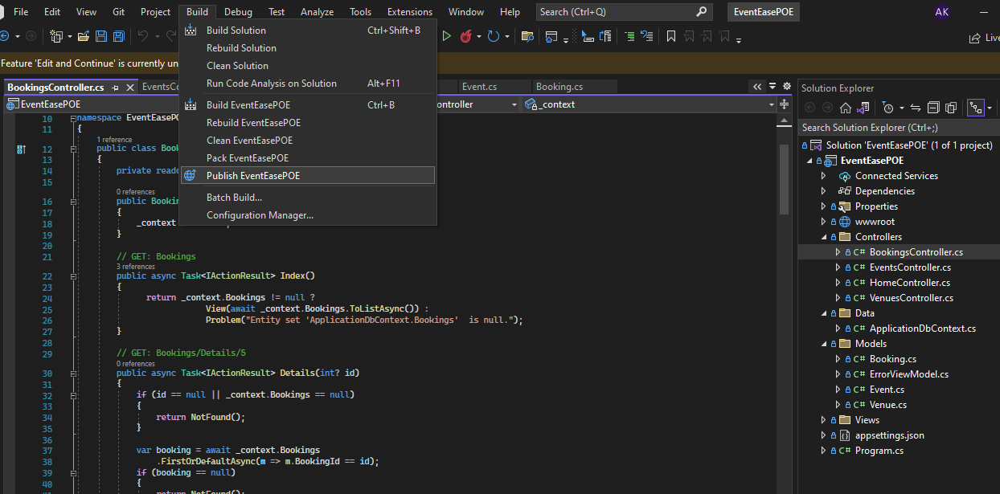 File Edit View Git Project Build Debug Test Analyze Tools Extensions Window Help Search (Ctrl+Q) EventEasePOE AK
Live
Feature 'Edit and Continue' is currently un
Build Solution Ctrl+Shift+B
Rebuild Solution
Clean Solution
Run Code Analysis on Solution Alt+F11
Build EventEasePOE Ctrl+B
Rebuild EventEasePOE
Clean EventEasePOE
Pack EventEasePOE
Publish EventEasePOE
Batch Build...
Configuration Manager...
BookingsController.cs EventsCo Event.cs Booking.cs
EventEasePOE ontroller _context
10 namespace EventEasePO
11 {
1 reference
12 public class Book
13 {
14 private reado
15
0 references
16 public Bookin
17 {
18 _context
19 }
20
21 // GET: Bookings
3 references
22 public async Task<IActionResult> Index()
23 {
24 return _context.Bookings != null ?
25 View(await _context.Bookings.ToListAsync()) :
26 Problem("Entity set 'ApplicationDbContext.Bookings'  is null.");
27 }
28
29 // GET: Bookings/Details/5
0 references
30 public async Task<IActionResult> Details(int? id)
31 {
32 if (id == null || _context.Bookings == null)
33 {
34 return NotFound();
35 }
36
37 var booking = await _context.Bookings
38 .FirstOrDefaultAsync(m => m.BookingId == id);
39 if (booking == null)
40 {
return NotFound();
Solution Explorer
Search Solution Explorer (Ctrl+;)
Solution 'EventEasePOE' (1 of 1 project)
EventEasePOE
Connected Services
Dependencies
Properties
wwwroot
Controllers
C# BookingsController.cs
C# EventsController.cs
C# HomeController.cs
C# VenuesController.cs
Data
C# ApplicationDbContext.cs
Models
C# Booking.cs
C# ErrorViewModel.cs
C# Event.cs
C# Venue.cs
Views
appsettings.json
C# Program.cs